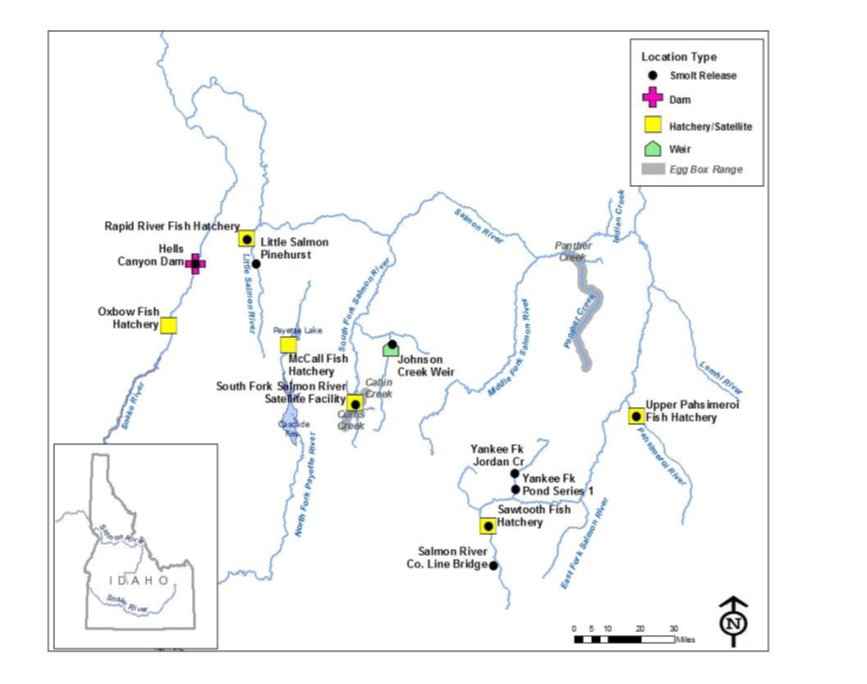 Location Type
Smolt Release
Dam
Hatchery/Satellite
Weir
Egg Box Range
Indian Creek
Salmon River
Rapid River Fish Hatchery
Little Salmon
Pinehurst
Hells
Canyon Dam
Panther
Creek
Little Salmon River
South Fork Salmon River
Middle Fork Salmon River
Panther Creek
Oxbow Fish
Hatchery
Payette Lake
McCall Fish
Hatchery
Johnson
Creek Weir
Lemhi River
South Fork Salmon River
Satellite Facility
Cabin
Creek
Curtis
Creek
Snake River
Cascade
Upper Pahsimeroi
Fish Hatchery
Pahsimeroi River
North Fork Payette River
Yankee Fk
Jordan Cr
Yankee Fk
Pond Series 1
Sawtooth Fish
Hatchery
East Fork Salmon River
Salmon River
Co. Line Bridge
Salmon River
IDAHO
Snake River
N
0 5 10 20 30
Miles